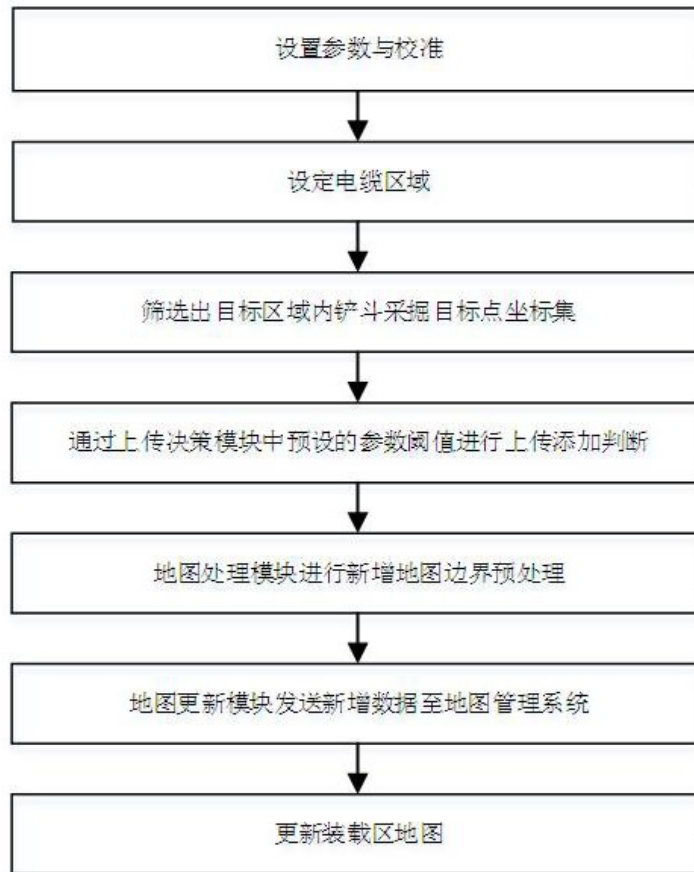 设置参数与校准
设定电缆区域
筛选出目标区域内铲斗采掘目标点坐标集
通过上传决策模块中预设的参数阈值进行上传添加判断
地图处理模块进行新增地图边界预处理
地图更新模块发送新增数据至地图管理系统
更新装载区地图